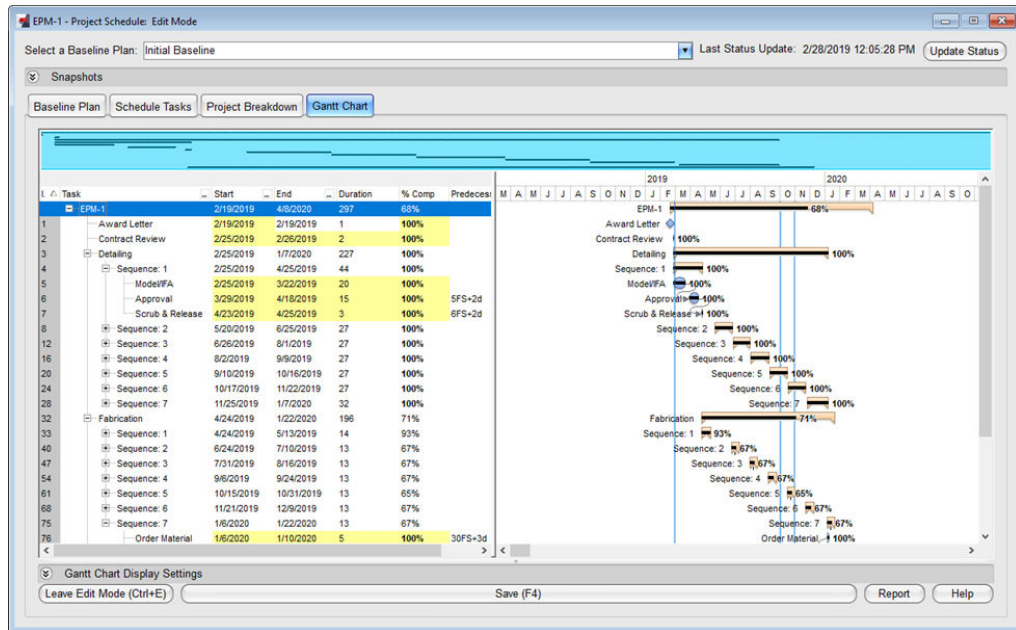 EPM-1 - Project Schedule: Edit Mode
Select a Baseline Plan: Initial Baseline Last Status Update: 2/28/2019 12:05:28 PM Update Status
Snapshots
Baseline Plan Schedule Tasks Project Breakdown Gantt Chart
2019 2020
Task Start End Duration % Comp Predecess M A M J J A S O N D J F M A M J J A S O N D J F M A M J J A S O
EPM-1 2/19/2019 4/8/2020 297 68% EPM-1 68%
1 Award Letter 2/19/2019 2/19/2019 1 100% Award Letter
2 Contract Review 2/25/2019 2/26/2019 2 100% Contract Review 100%
3 Detailing 2/25/2019 1/7/2020 227 100% Detailing 100%
4 Sequence: 1 2/25/2019 4/25/2019 44 100% Sequence: 1 100%
5 Model/IFA 2/25/2019 3/22/2019 20 100% Model/IFA 100%
6 Approval 3/29/2019 4/18/2019 15 100% 5FS+2d Approval 100%
7 Scrub & Release 4/23/2019 4/25/2019 3 100% 6FS+2d Scrub & Release 100%
8 Sequence: 2 5/20/2019 6/25/2019 27 100% Sequence: 2 100%
12 Sequence: 3 6/26/2019 8/1/2019 27 100% Sequence: 3 100%
16 Sequence: 4 8/2/2019 9/9/2019 27 100% Sequence: 4 100%
20 Sequence: 5 9/10/2019 10/16/2019 27 100% Sequence: 5 100%
24 Sequence: 6 10/17/2019 11/22/2019 27 100% Sequence: 6 100%
28 Sequence: 7 11/25/2019 1/7/2020 32 100% Sequence: 7 100%
32 Fabrication 4/24/2019 1/22/2020 196 71% Fabrication 71%
33 Sequence: 1 4/24/2019 5/13/2019 14 93% Sequence: 1 93%
40 Sequence: 2 6/24/2019 7/10/2019 13 67% Sequence: 2 67%
47 Sequence: 3 7/31/2019 8/16/2019 13 67% Sequence: 3 67%
54 Sequence: 4 9/6/2019 9/24/2019 13 67% Sequence: 4 67%
61 Sequence: 5 10/15/2019 10/31/2019 13 65% Sequence: 5 65%
68 Sequence: 6 11/21/2019 12/9/2019 13 67% Sequence: 6 67%
75 Sequence: 7 1/6/2020 1/22/2020 13 67% Sequence: 7 67%
76 Order Material 1/6/2020 1/10/2020 5 100% 30FS+3d Order Material 100%
Gantt Chart Display Settings
Leave Edit Mode (Ctrl+E) Save (F4) Report Help